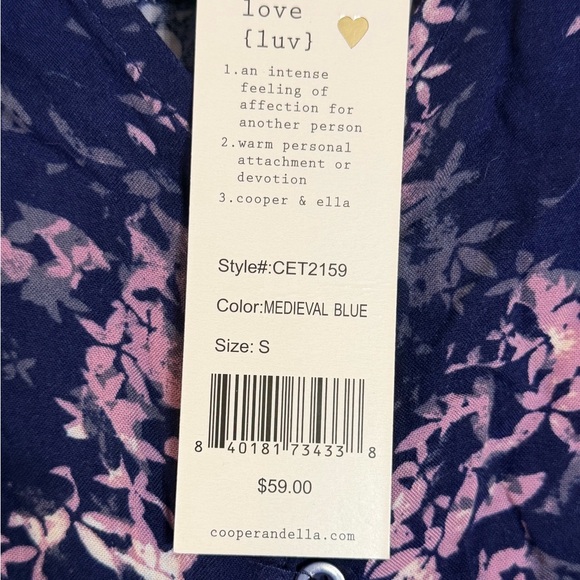 love
{luv}
1.an intense
feeling of
affection for
another person
2.warm personal
attachment or
devotion
3.cooper & ella
Style#:CET2159
Color:MEDIEVAL BLUE
Size: S
8 40181 73433 8
$59.00
cooperandella.com